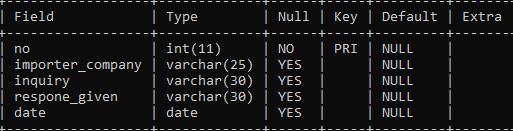 +------------------+-------------+------+-----+---------+-------+
| Field            | Type        | Null | Key | Default | Extra |
+------------------+-------------+------+-----+---------+-------+
| no               | int(11)     | NO   | PRI | NULL    |       |
| importer_company | varchar(25) | YES  |     | NULL    |       |
| inquiry          | varchar(30) | YES  |     | NULL    |       |
| respone_given    | varchar(30) | YES  |     | NULL    |       |
| date             | date        | YES  |     | NULL    |       |
+------------------+-------------+------+-----+---------+-------+